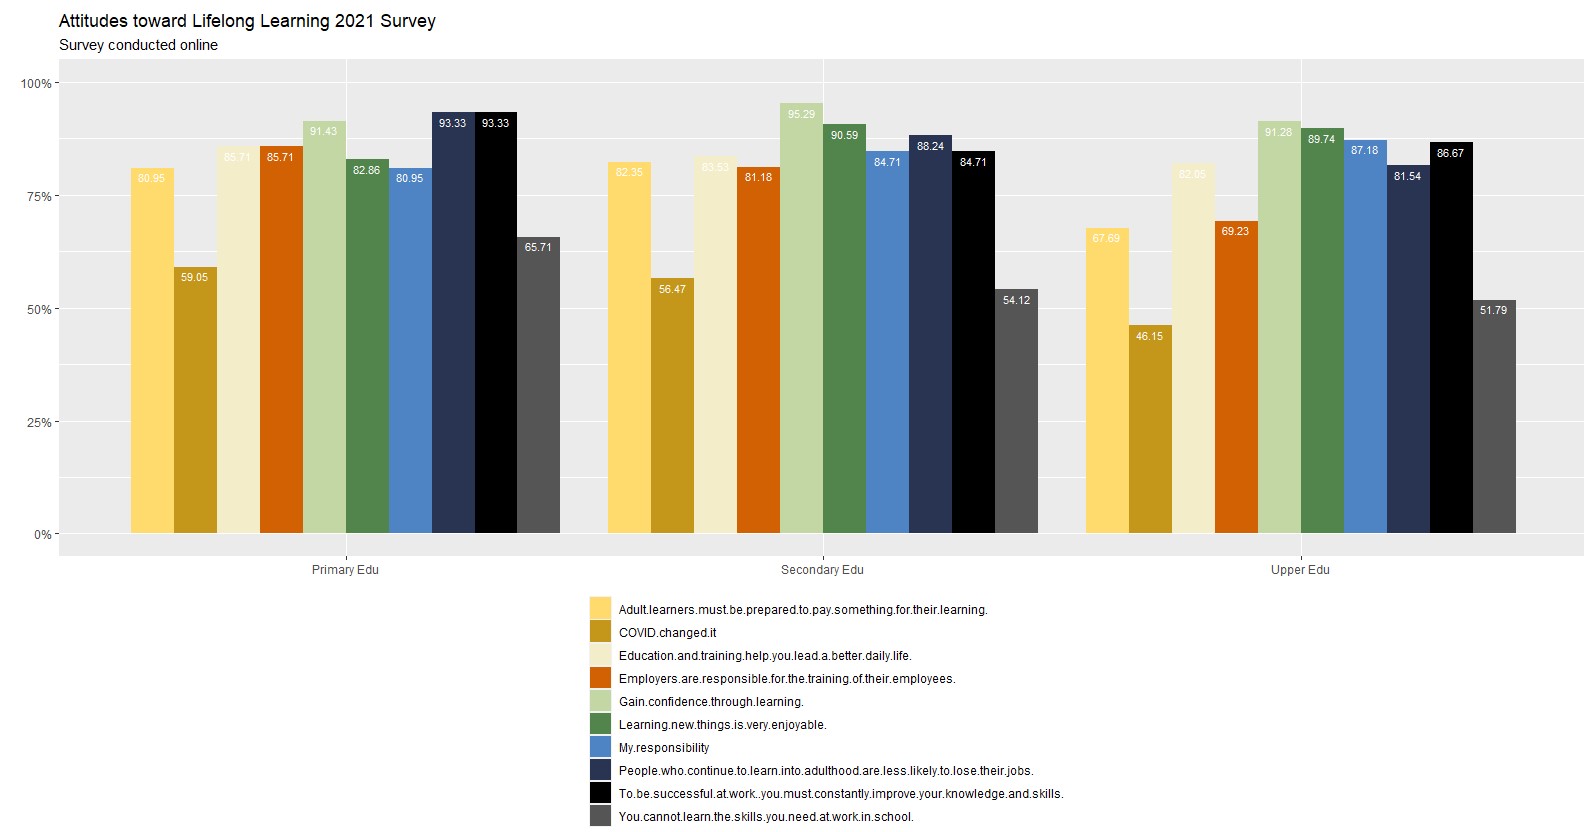 Attitudes toward Lifelong Learning 2021 Survey
Survey conducted online
100%
75%
50%
25%
0%
80.95
59.05
85.71
85.71
91.43
82.86
80.95
93.33
93.33
65.71
82.35
56.47
83.53
81.18
95.29
90.59
84.71
88.24
84.71
54.12
67.69
46.15
82.05
69.23
91.28
89.74
87.18
81.54
86.67
51.79
Primary Edu
Secondary Edu
Upper Edu
Adult.learners.must.be.prepared.to.pay.something.for.their.learning.
COVID.changed.it
Education.and.training.help.you.lead.a.better.daily.life.
Employers.are.responsible.for.the.training.of.their.employees.
Gain.confidence.through.learning.
Learning.new.things.is.very.enjoyable.
My.responsibility
People.who.continue.to.learn.into.adulthood.are.less.likely.to.lose.their.jobs.
To.be.successful.at.work..you.must.constantly.improve.your.knowledge.and.skills.
You.cannot.learn.the.skills.you.need.at.work.in.school.